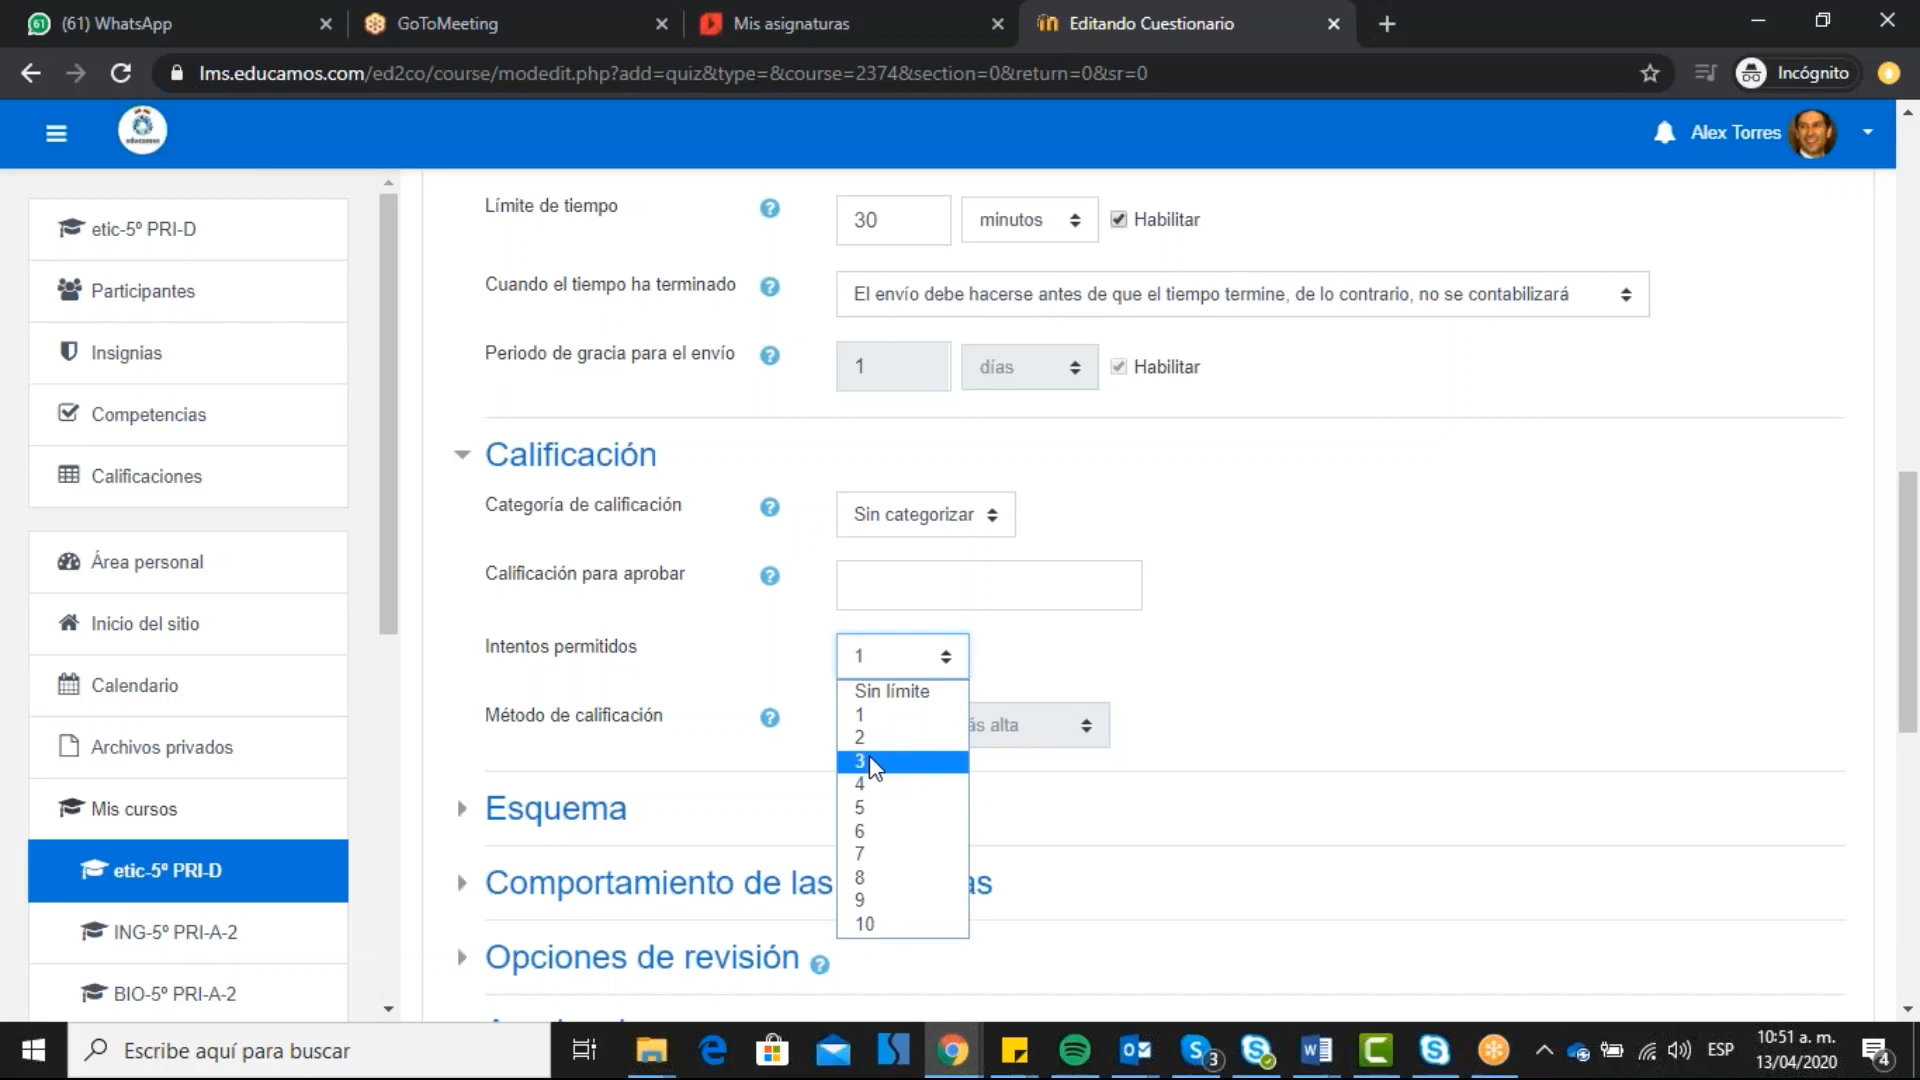 (61) WhatsApp
GoToMeeting
Mis asignaturas
Editando Cuestionario
lms.educamos.com/ed2co/course/modedit.php?add=quiz&type=&course=2374&section=0&return=0&sr=0
Incógnito
Alex Torres
etic-5º PRI-D
Participantes
Insignias
Competencias
Calificaciones
Área personal
Inicio del sitio
Calendario
Archivos privados
Mis cursos
etic-5º PRI-D
ING-5º PRI-A-2
BIO-5º PRI-A-2
Límite de tiempo
30 minutos Habilitar
Cuando el tiempo ha terminado
El envío debe hacerse antes de que el tiempo termine, de lo contrario, no se contabilizará
Periodo de gracia para el envío
1 días Habilitar
Calificación
Categoría de calificación
Sin categorizar
Calificación para aprobar
Intentos permitidos
1
Sin límite
1
2
3
4
5
6
7
8
9
10
Método de calificación
alta
Esquema
Comportamiento de las
Opciones de revisión
Escribe aquí para buscar
3
ESP
10:51 a. m.
13/04/2020
4